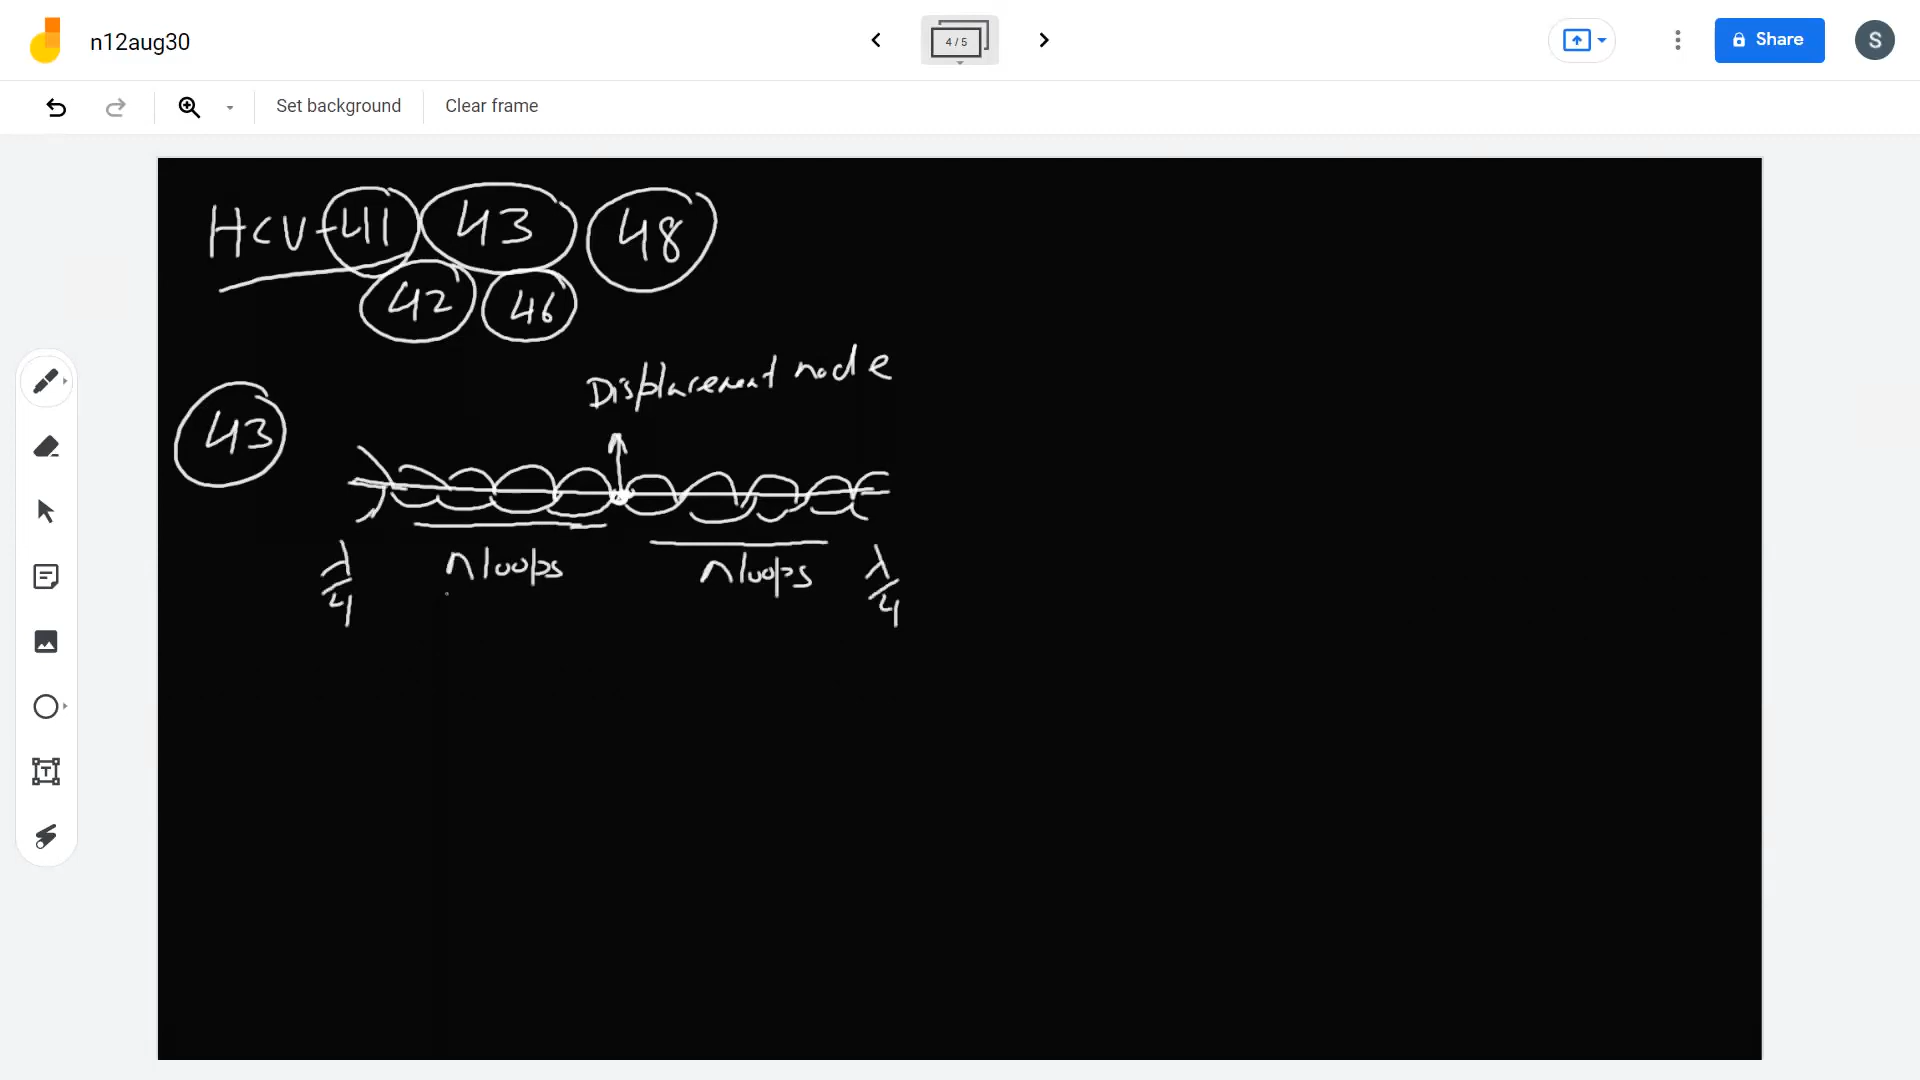 n12aug30
4 / 5
Share
S
Set background
Clear frame
HCV-41 43 48
42 46
Displacement node
43
λ/4 n loops n loops λ/4